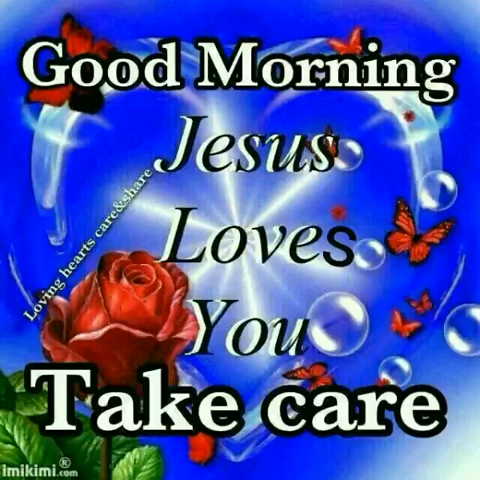 Good Morning
Jesus
Loves
You
Loving hearts care&share
Take care
imikimi.com®